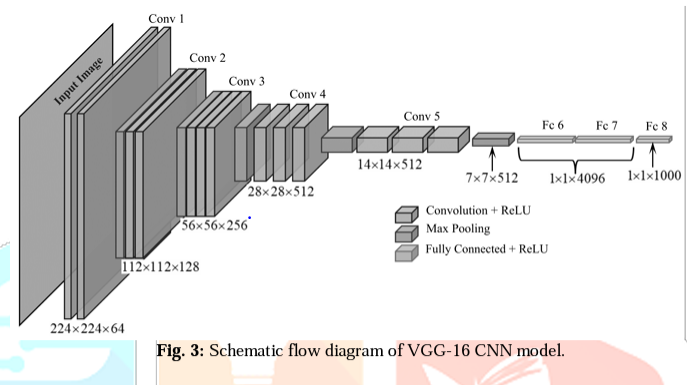 Conv 1
Input Image
Conv 2
Conv 3
Conv 4
Conv 5
Fc 6
Fc 7
Fc 8
14×14×512
7×7×512
1×1×4096
1×1×1000
28×28×512
56×56×256
112×112×128
224×224×64
Convolution + ReLU
Max Pooling
Fully Connected + ReLU
Fig. 3: Schematic flow diagram of VGG-16 CNN model.